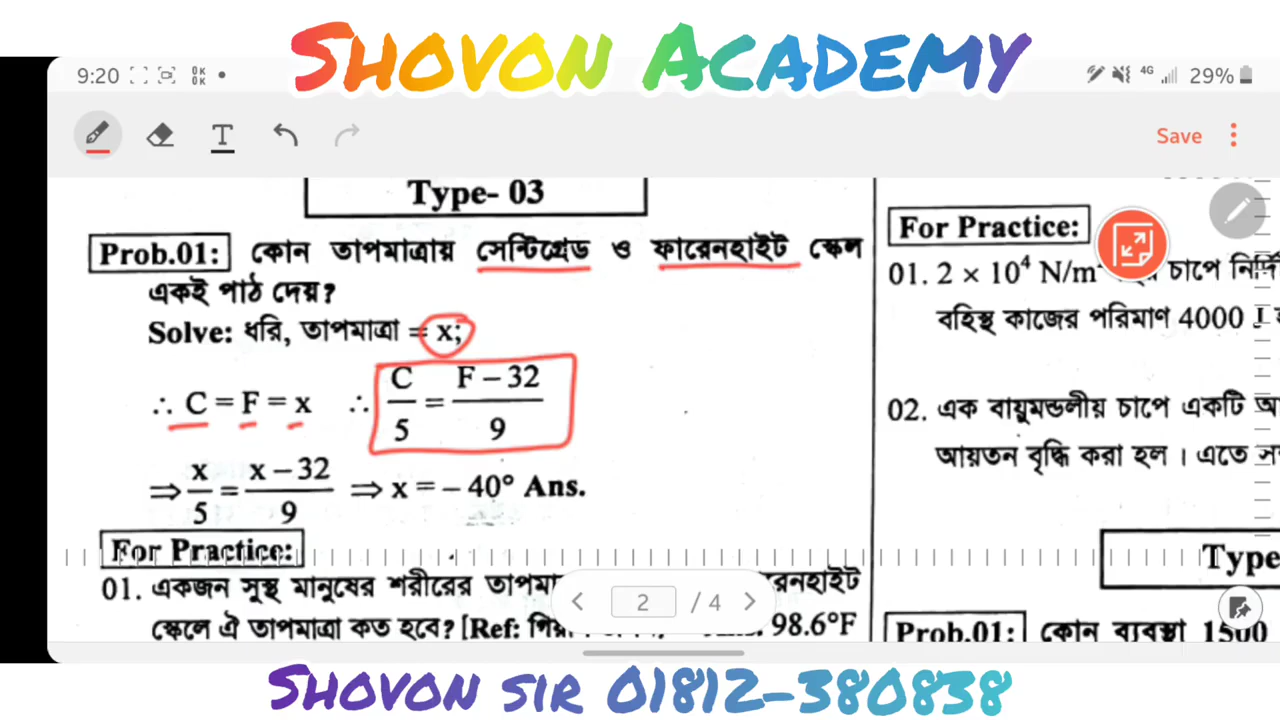 SHOVON ACADEMY
9:20
OK
OK
4G
29%
T
Save
Type- 03
Prob.01: কোন তাপমাত্রায় সেন্টিগ্রেড ও ফারেনহাইট স্কেল
একই পাঠ দেয়?
Solve: ধরি, তাপমাত্রা = x;
∴ C = F = x ∴ C/5 = F – 32/9
⇒ x/5 = x – 32/9 ⇒ x = – 40° Ans.
For Practice:
01. একজন সুস্থ মানুষের শরীরের
স্কেলে ঐ তাপমাত্রা কত হবে? [Ref: 98.6°F
2 / 4
For Practice:
01. 2 × 10⁴ N/m চাপে
বহিস্থ কাজের পরিমাণ 4000
02. এক বায়ুমন্ডলীয় চাপে একটি
আয়তন বৃদ্ধি করা হল। এতে
Type
Prob.01: কোন ব্যবস্থা 1500
SHOVON SIR 01812-380838